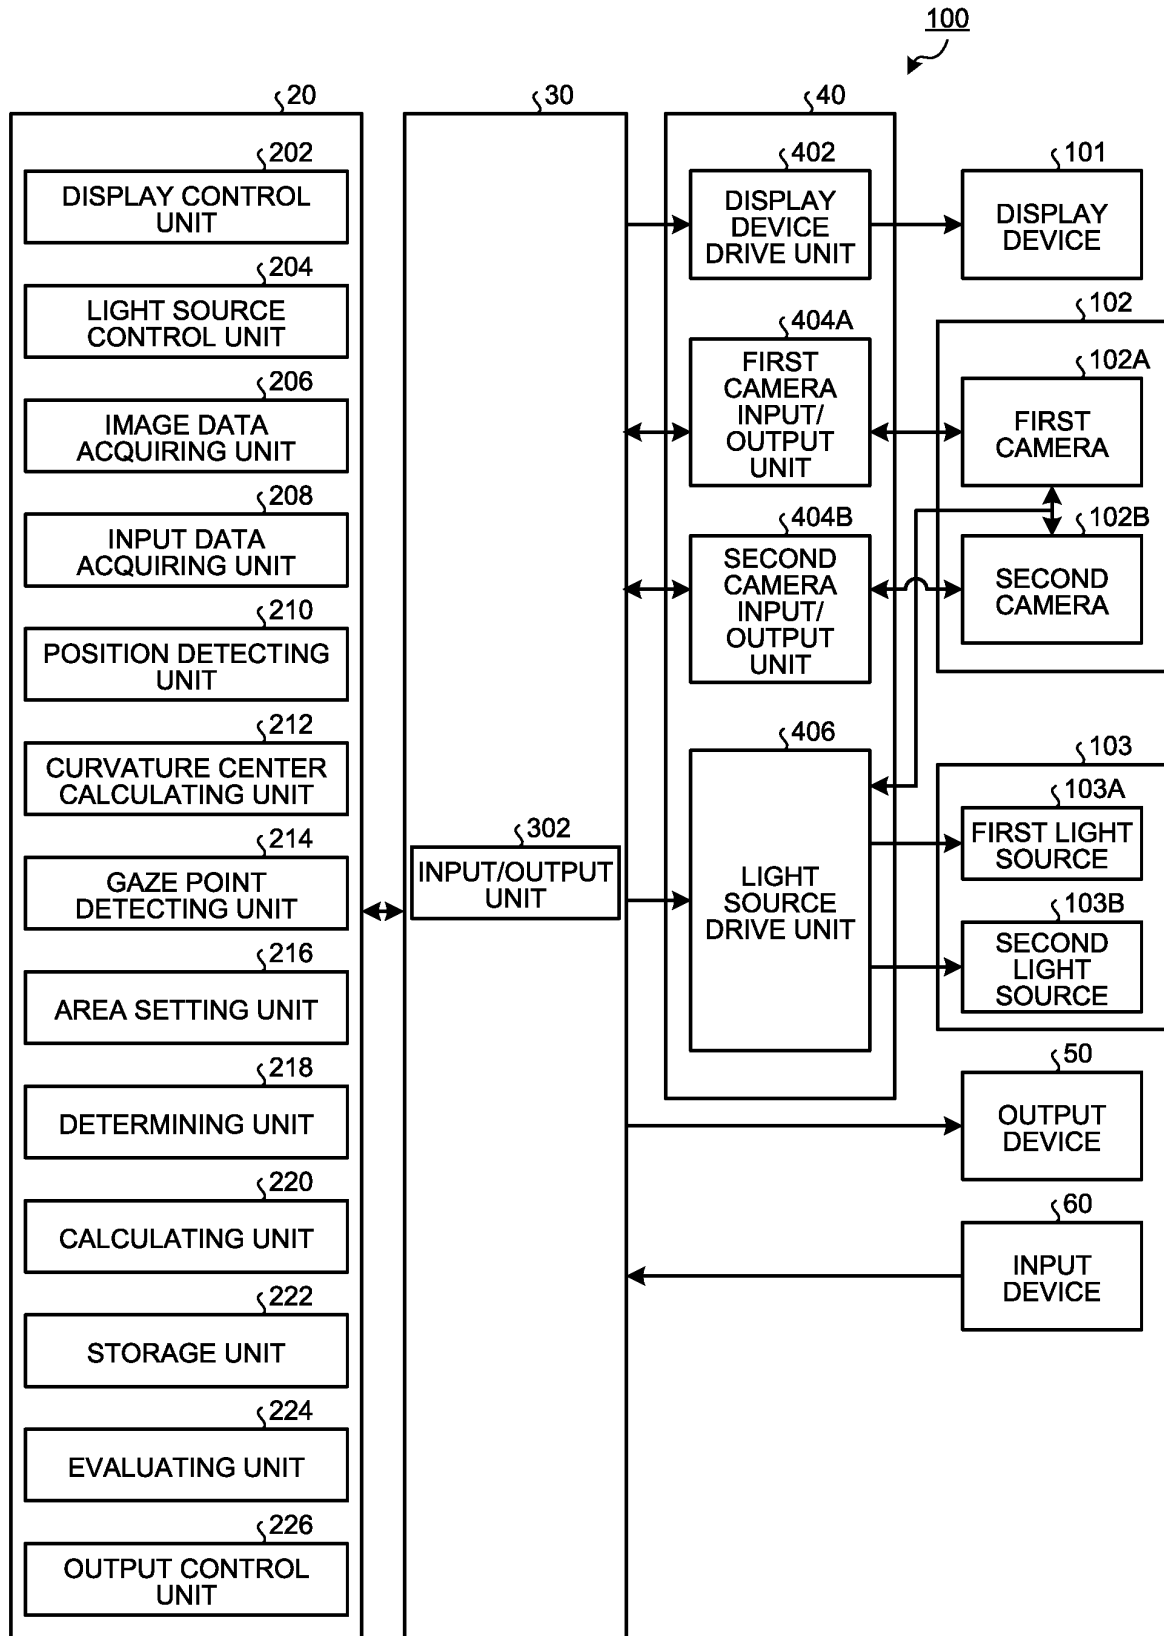 100
20
202
DISPLAY CONTROL
UNIT
204
LIGHT SOURCE
CONTROL UNIT
206
IMAGE DATA
ACQUIRING UNIT
208
INPUT DATA
ACQUIRING UNIT
210
POSITION DETECTING
UNIT
212
CURVATURE CENTER
CALCULATING UNIT
214
GAZE POINT
DETECTING UNIT
216
AREA SETTING UNIT
218
DETERMINING UNIT
220
CALCULATING UNIT
222
STORAGE UNIT
224
EVALUATING UNIT
226
OUTPUT CONTROL
UNIT
30
302
INPUT/OUTPUT
UNIT
40
402
DISPLAY
DEVICE
DRIVE UNIT
404A
FIRST
CAMERA
INPUT/
OUTPUT
UNIT
404B
SECOND
CAMERA
INPUT/
OUTPUT
UNIT
406
LIGHT
SOURCE
DRIVE UNIT
101
DISPLAY
DEVICE
102
102A
FIRST
CAMERA
102B
SECOND
CAMERA
103
103A
FIRST LIGHT
SOURCE
103B
SECOND
LIGHT
SOURCE
50
OUTPUT
DEVICE
60
INPUT
DEVICE